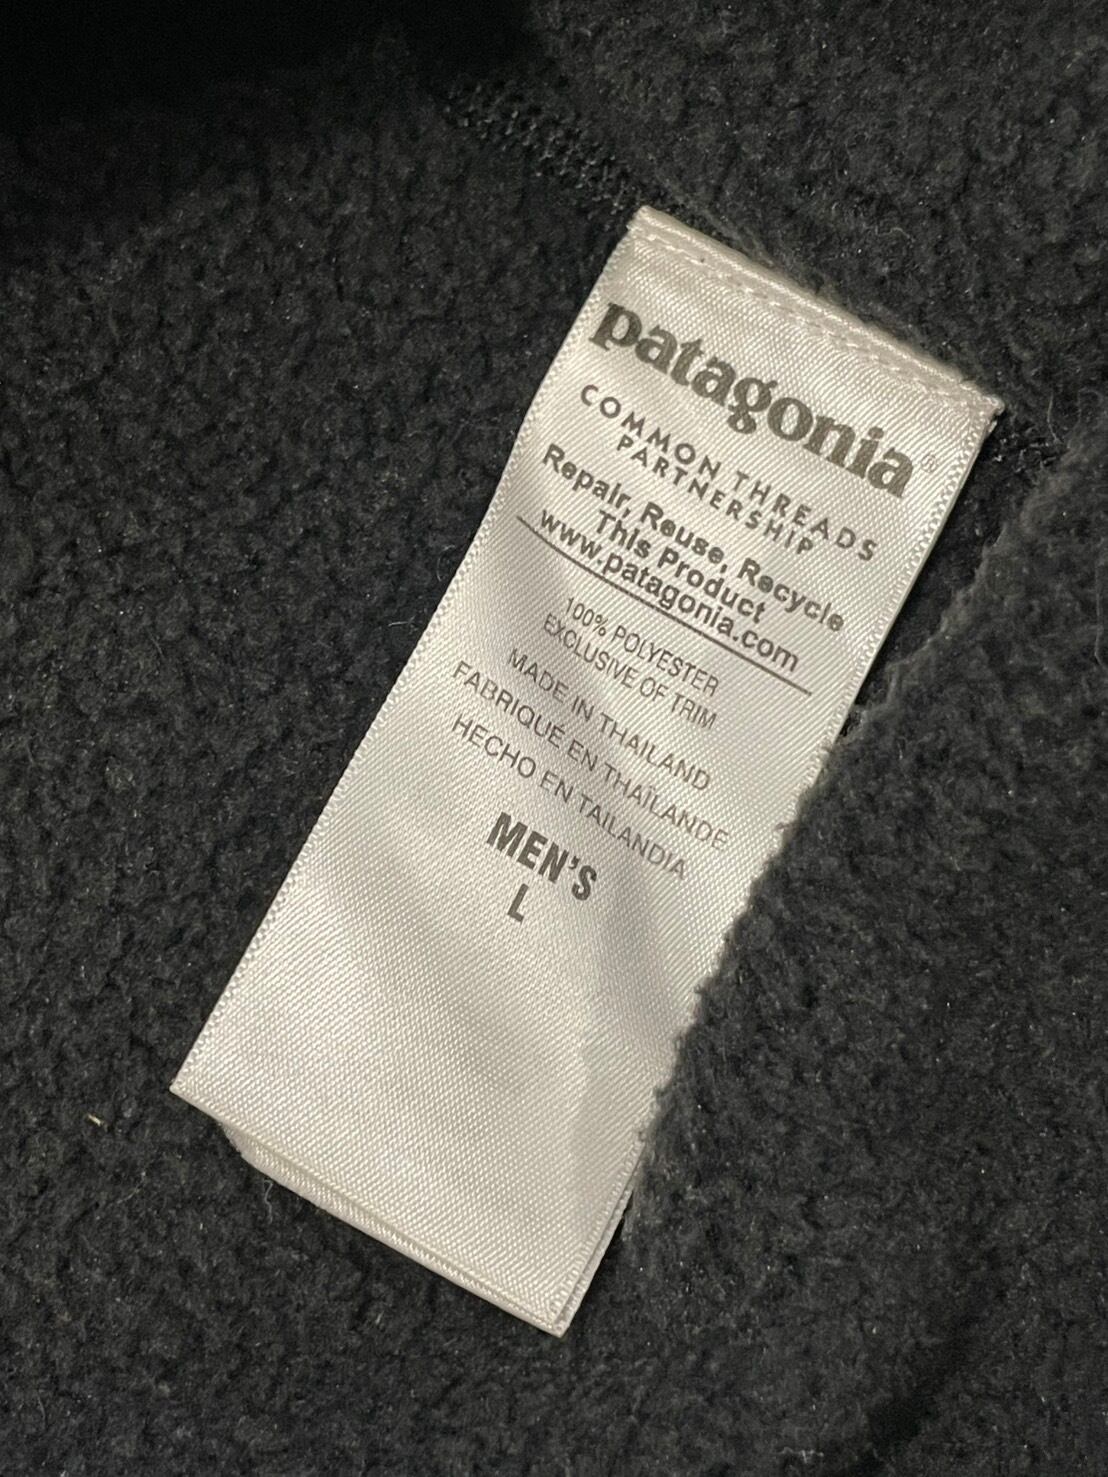 patagonia®
COMMON THREADS
PARTNERSHIP
Repair, Reuse, Recycle
This Product
www.patagonia.com
100% POLYESTER
EXCLUSIVE OF TRIM
MADE IN THAILAND
FABRIQUÉ EN THAÏLANDE
HECHO EN TAILANDIA
MEN'S
L